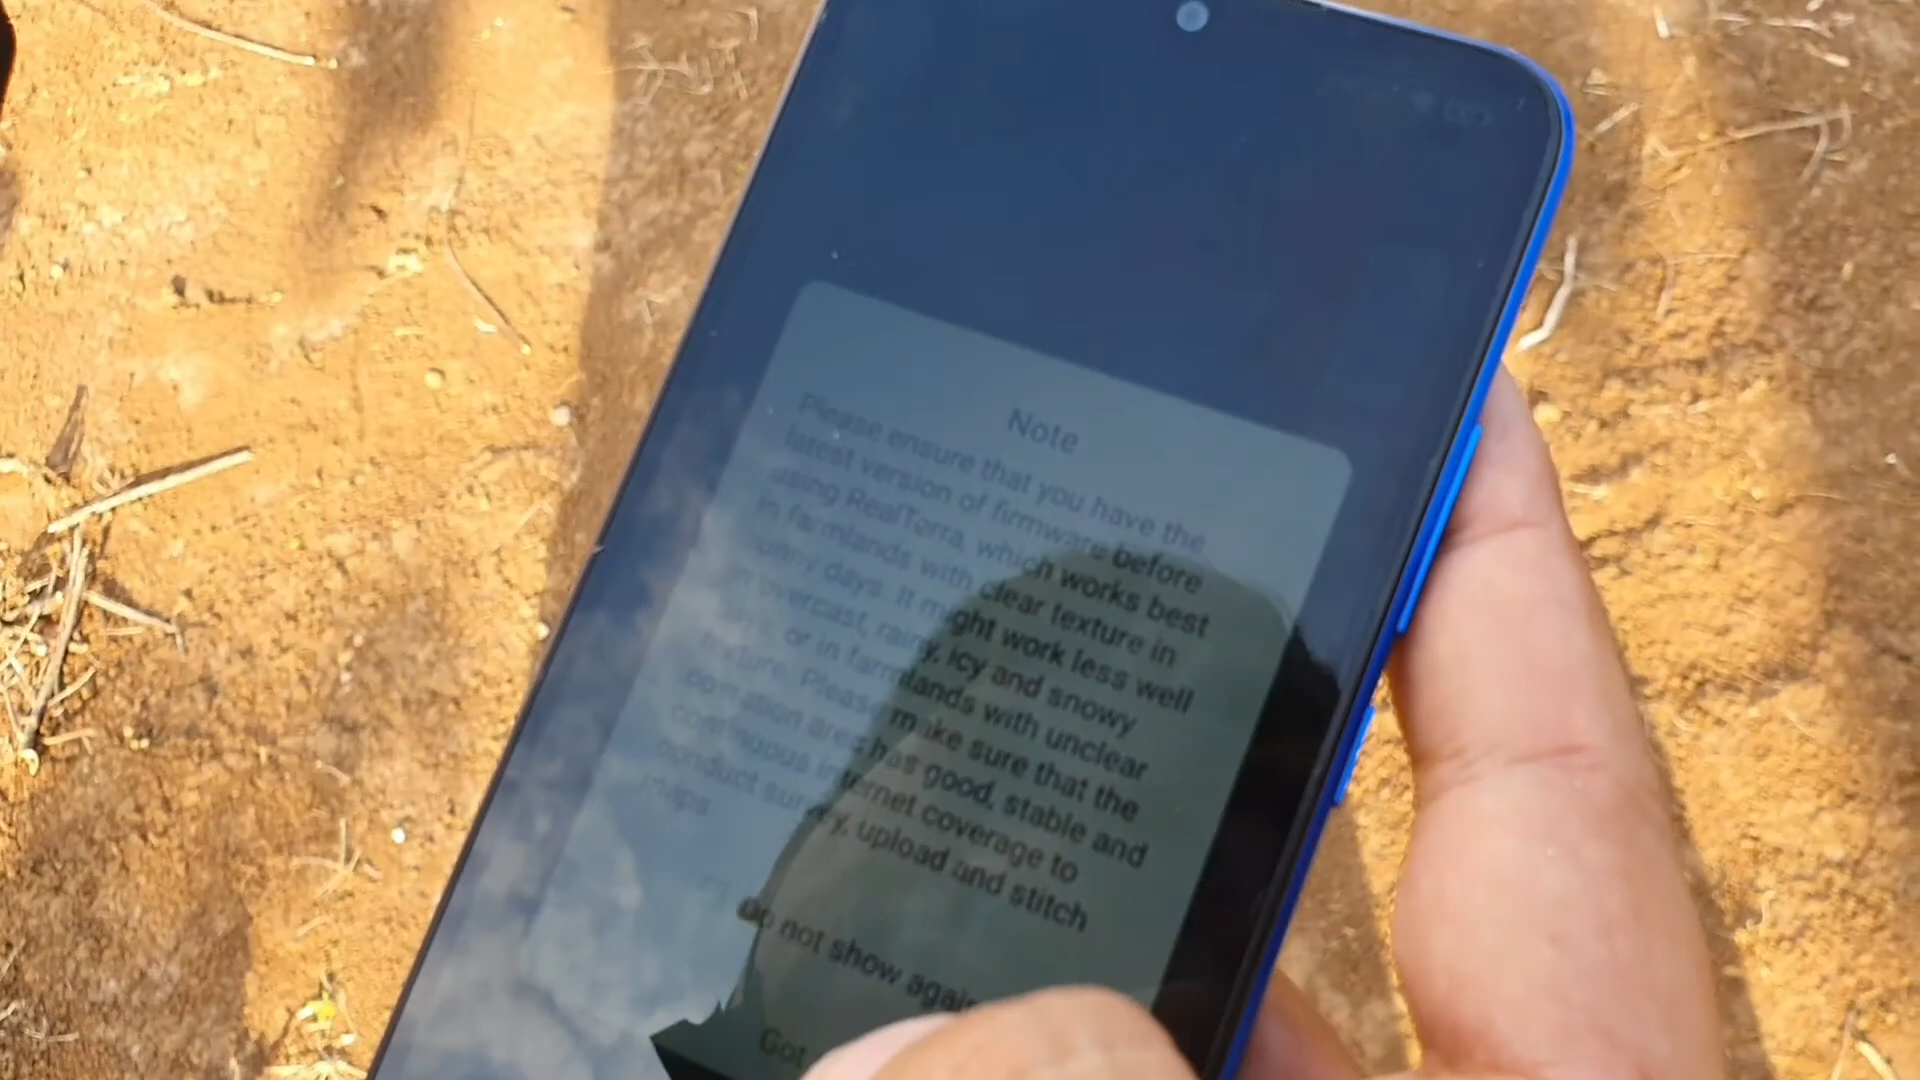 Note
Please ensure that you have the
latest version of firmware before
using RealTerra, which works best
in farmlands with clear texture in
sunny days. It might work less well
in overcast, rainy, icy and snowy
days, or in farmlands with unclear
texture. Please make sure that the
operation area has good, stable and
continuous internet coverage to
conduct survey, upload and stitch
maps
Do not show again
Got